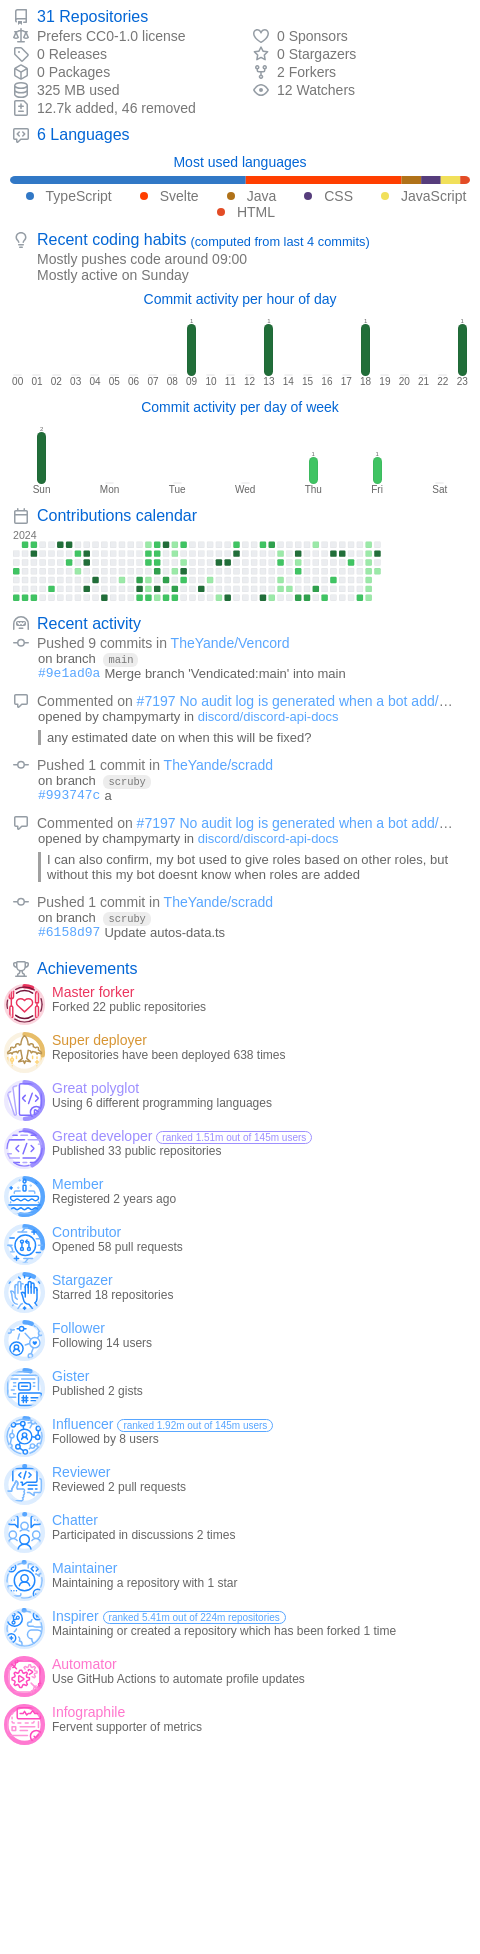 31 Repositories
Prefers CC0-1.0 license
0 Sponsors
0 Releases
0 Stargazers
0 Packages
2 Forkers
325 MB used
12 Watchers
12.7k added, 46 removed
6 Languages
Most used languages
TypeScript Svelte Java CSS JavaScript
HTML
Recent coding habits (computed from last 4 commits)
Mostly pushes code around 09:00
Mostly active on Sunday
Commit activity per hour of day
1 1 1 1
00 01 02 03 04 05 06 07 08 09 10 11 12 13 14 15 16 17 18 19 20 21 22 23
Commit activity per day of week
2 1 1
Sun Mon Tue Wed Thu Fri Sat
Contributions calendar
2024
Recent activity
Pushed 9 commits in TheYande/Vencord
on branch main
#9e1ad0a Merge branch 'Vendicated:main' into main
Commented on #7197 No audit log is generated when a bot add/…
opened by champymarty in discord/discord-api-docs
any estimated date on when this will be fixed?
Pushed 1 commit in TheYande/scradd
on branch scruby
#993747c a
Commented on #7197 No audit log is generated when a bot add/…
opened by champymarty in discord/discord-api-docs
I can also confirm, my bot used to give roles based on other roles, but
without this my bot doesnt know when roles are added
Pushed 1 commit in TheYande/scradd
on branch scruby
#6158d97 Update autos-data.ts
Achievements
Master forker
Forked 22 public repositories
Super deployer
Repositories have been deployed 638 times
Great polyglot
Using 6 different programming languages
Great developer ranked 1.51m out of 145m users
Published 33 public repositories
Member
Registered 2 years ago
Contributor
Opened 58 pull requests
Stargazer
Starred 18 repositories
Follower
Following 14 users
Gister
Published 2 gists
Influencer ranked 1.92m out of 145m users
Followed by 8 users
Reviewer
Reviewed 2 pull requests
Chatter
Participated in discussions 2 times
Maintainer
Maintaining a repository with 1 star
Inspirer ranked 5.41m out of 224m repositories
Maintaining or created a repository which has been forked 1 time
Automator
Use GitHub Actions to automate profile updates
Infographile
Fervent supporter of metrics